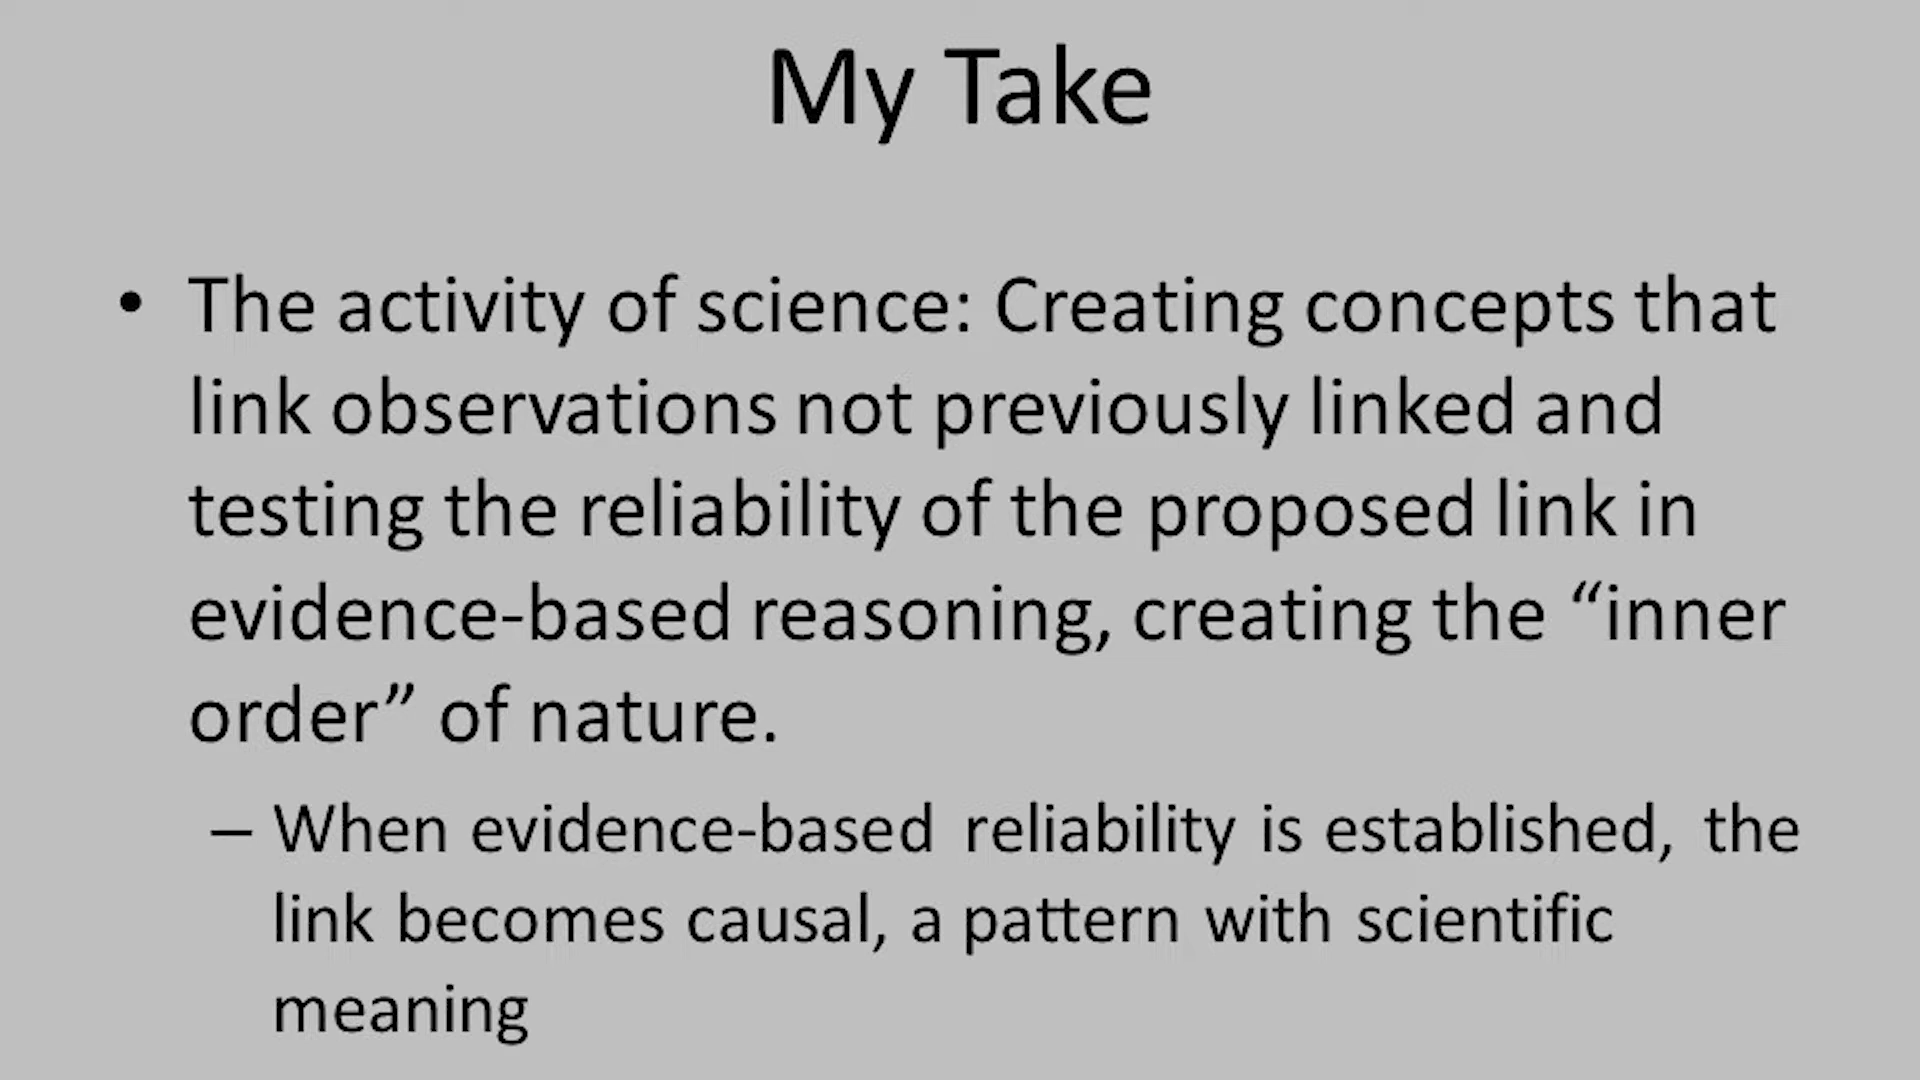 My Take
• The activity of science: Creating concepts that
link observations not previously linked and
testing the reliability of the proposed link in
evidence-based reasoning, creating the “inner
order” of nature.
– When evidence-based reliability is established, the
link becomes causal, a pattern with scientific
meaning